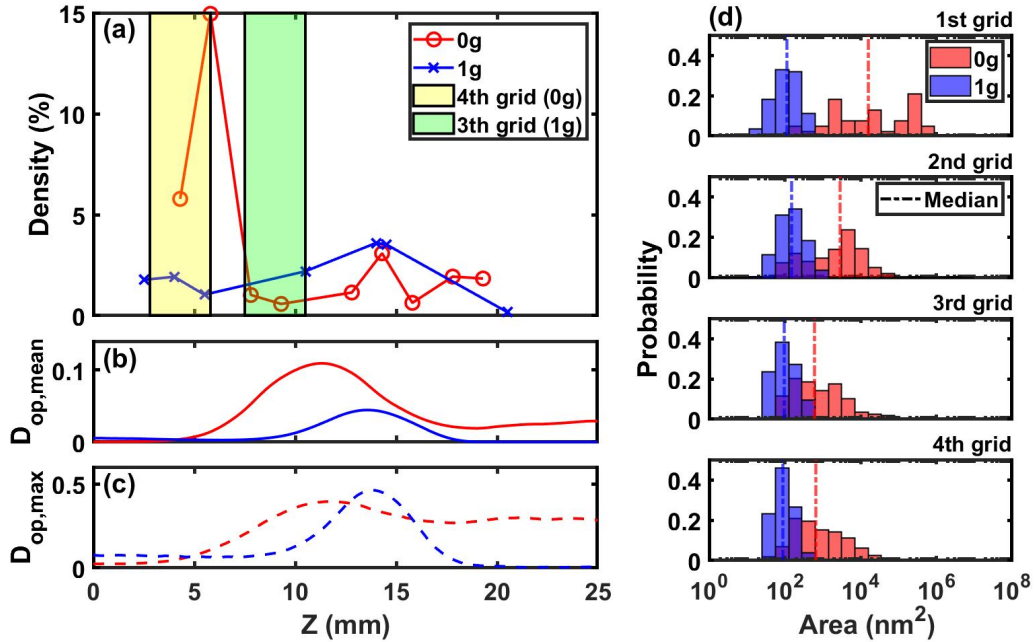 (a)
15
10
5
0
Density (%)
0g
1g
4th grid (0g)
3th grid (1g)
(b)
0.1
0
D_op,mean
(c)
0.5
0
D_op,max
0 5 10 15 20 25
Z (mm)
(d)
1st grid
0.4
0.2
0
0g
1g
2nd grid
0.4
0.2
0
Median
Probability
3rd grid
0.4
0.2
0
4th grid
0.4
0.2
0
10^0 10^2 10^4 10^6 10^8
Area (nm^2)